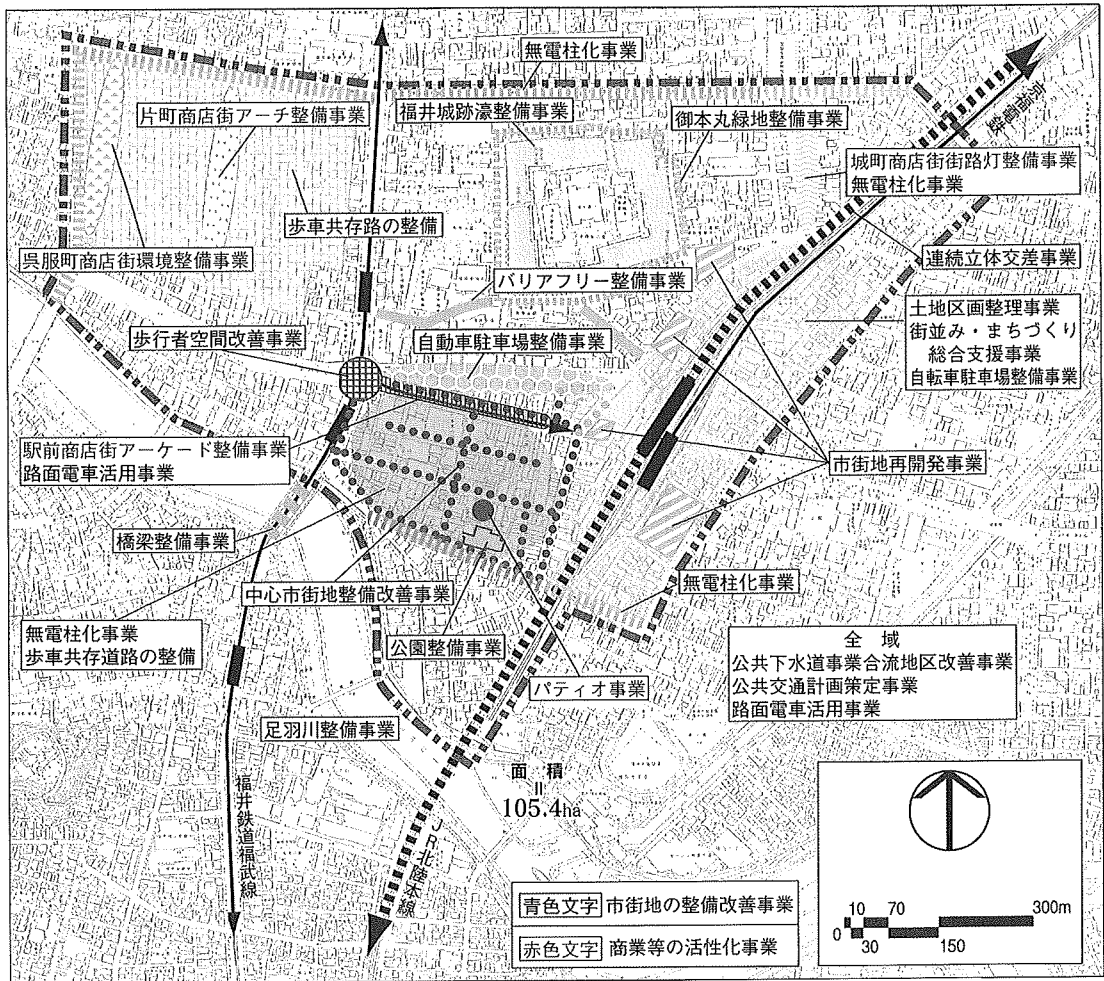 無電柱化事業
片町商店街アーチ整備事業
福井城跡濠整備事業
御本丸緑地整備事業
京福電鉄
城町商店街街路灯整備事業
無電柱化事業
歩車共存路の整備
連続立体交差事業
呉服町商店街環境整備事業
バリアフリー整備事業
土地区画整理事業
街並み・まちづくり
総合支援事業
自転車駐車場整備事業
歩行者空間改善事業
自動車駐車場整備事業
駅前商店街アーケード整備事業
路面電車活用事業
市街地再開発事業
橋梁整備事業
中心市街地整備改善事業
無電柱化事業
無電柱化事業
歩車共存道路の整備
公園整備事業
パティオ事業
全域
公共下水道事業合流地区改善事業
公共交通計画策定事業
路面電車活用事業
足羽川整備事業
面積
=
105.4ha
福井鉄道福武線
JR北陸本線
青色文字 市街地の整備改善事業
赤色文字 商業等の活性化事業
10 70 300m
0 30 150